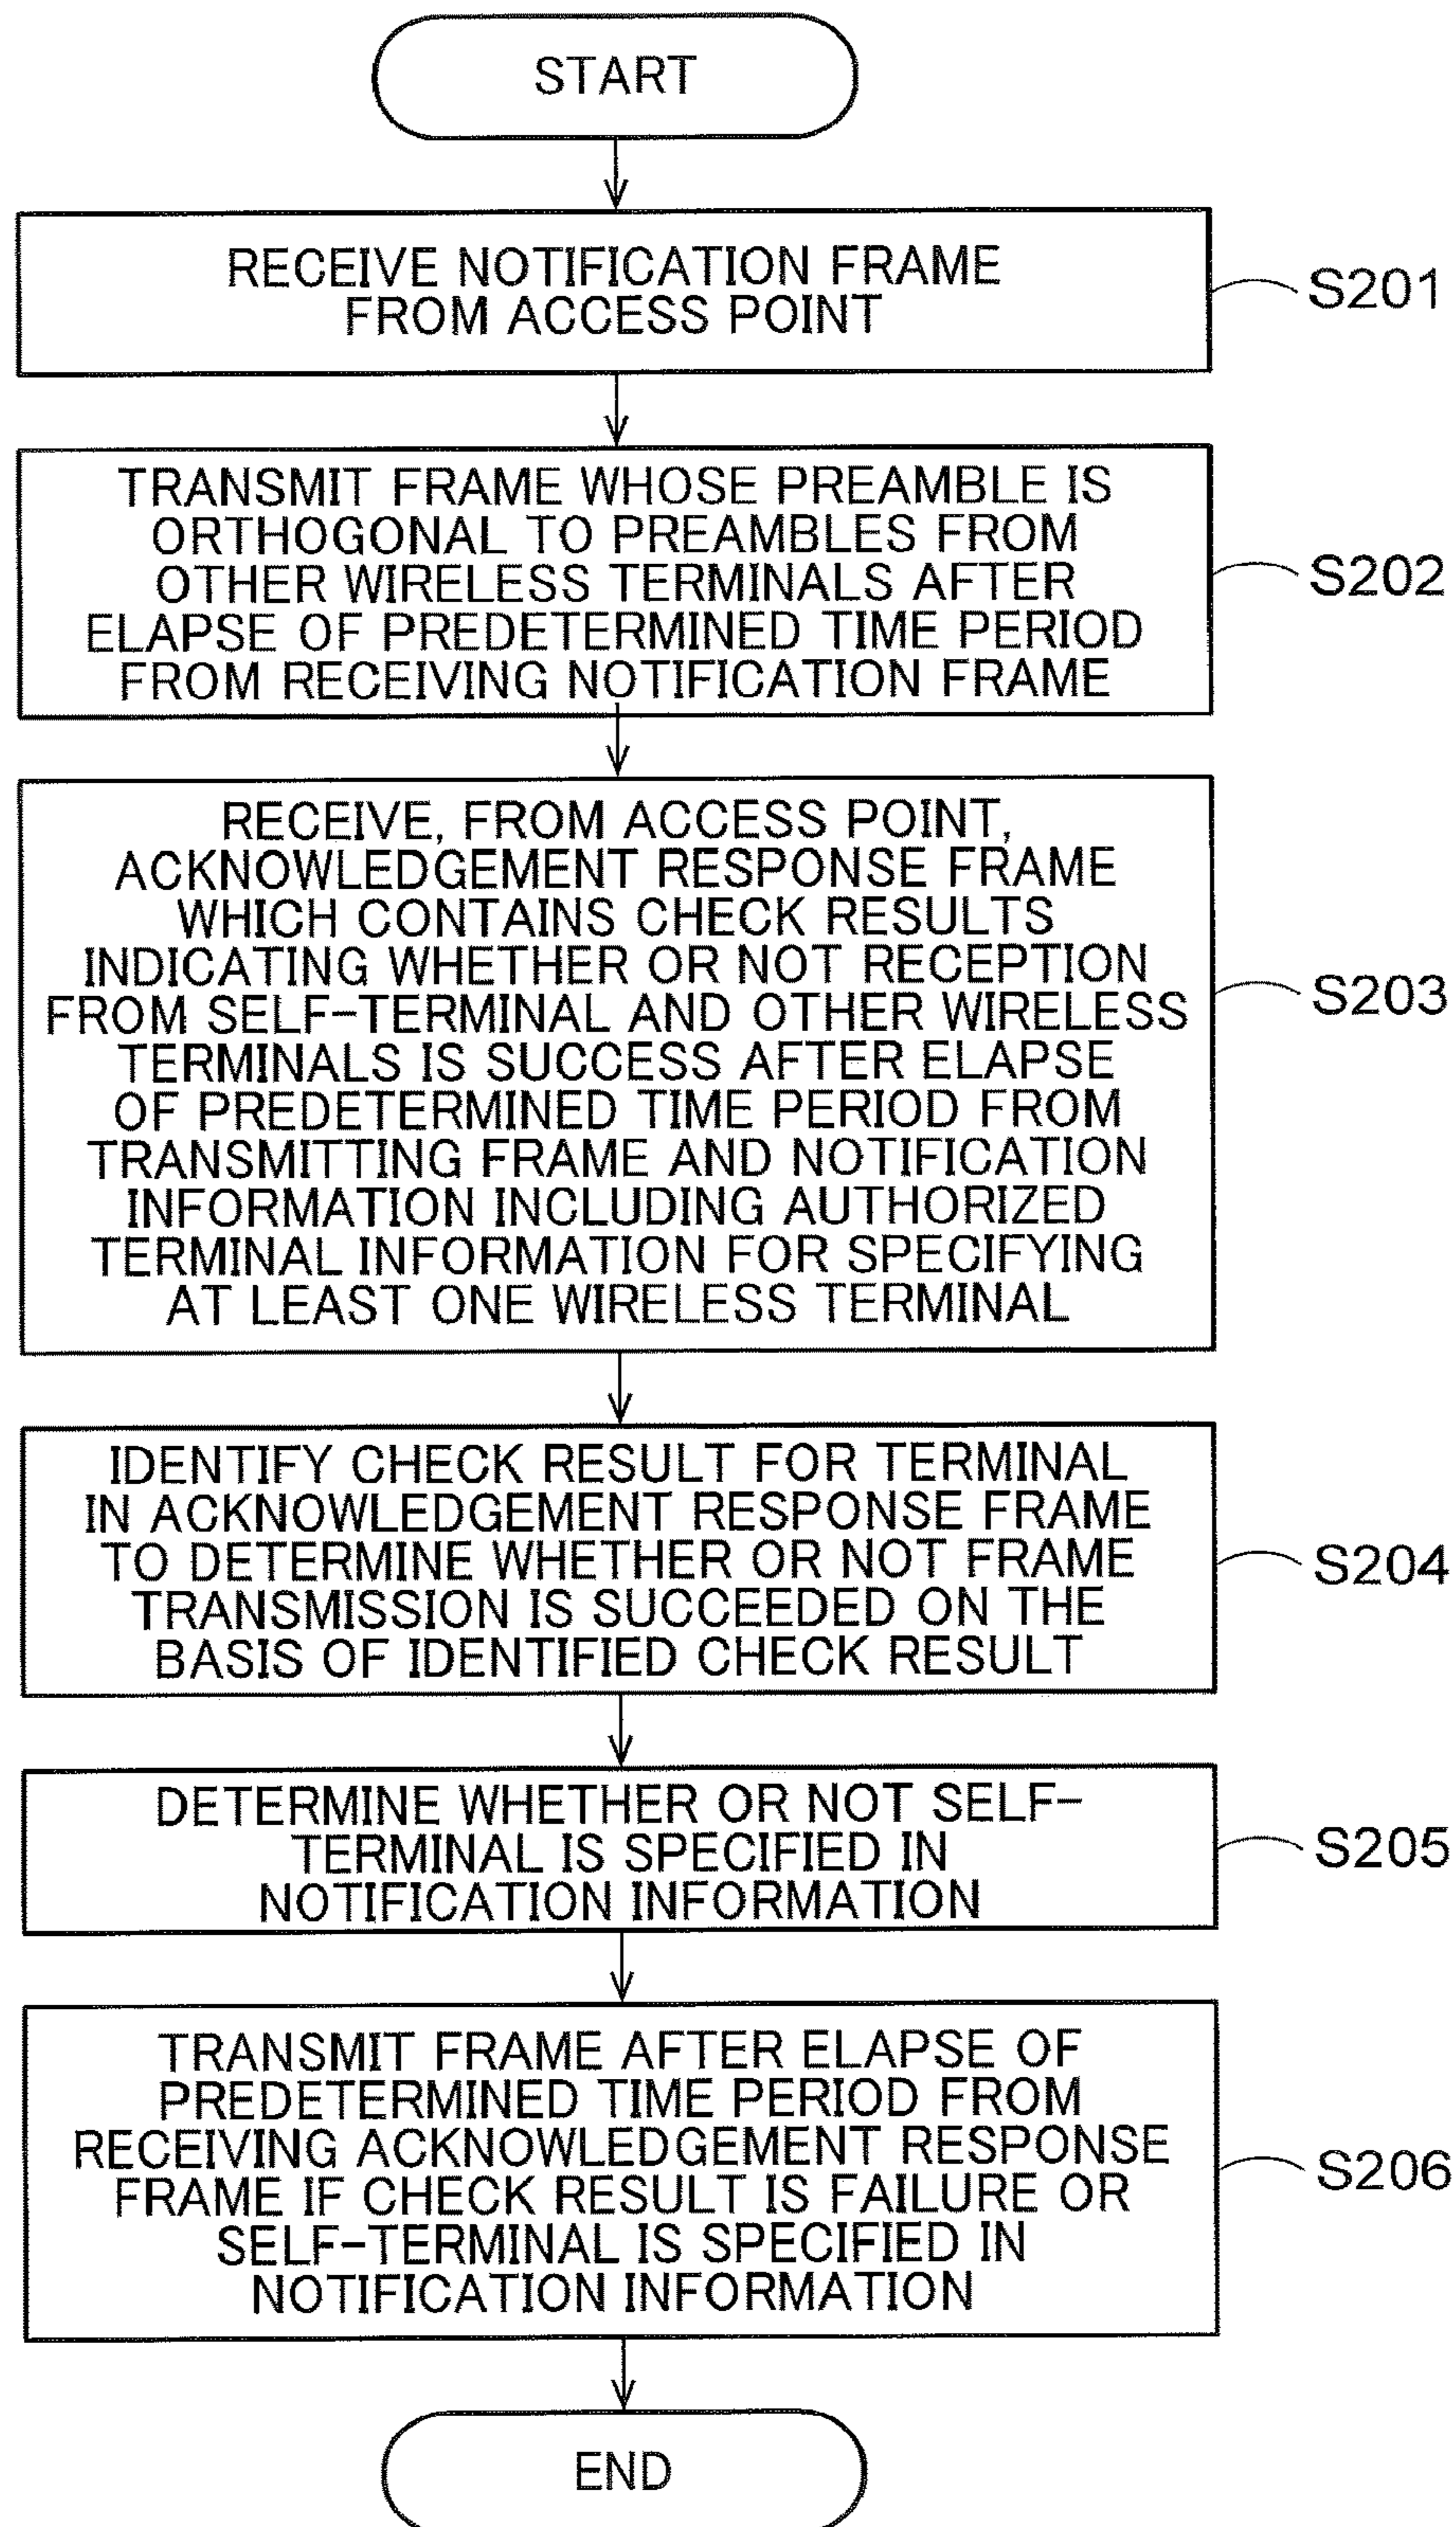 START
RECEIVE NOTIFICATION FRAME
FROM ACCESS POINT
S201
TRANSMIT FRAME WHOSE PREAMBLE IS
ORTHOGONAL TO PREAMBLES FROM
OTHER WIRELESS TERMINALS AFTER
ELAPSE OF PREDETERMINED TIME PERIOD
FROM RECEIVING NOTIFICATION FRAME
S202
RECEIVE, FROM ACCESS POINT,
ACKNOWLEDGEMENT RESPONSE FRAME
WHICH CONTAINS CHECK RESULTS
INDICATING WHETHER OR NOT RECEPTION
FROM SELF-TERMINAL AND OTHER WIRELESS
TERMINALS IS SUCCESS AFTER ELAPSE
OF PREDETERMINED TIME PERIOD FROM
TRANSMITTING FRAME AND NOTIFICATION
INFORMATION INCLUDING AUTHORIZED
TERMINAL INFORMATION FOR SPECIFYING
AT LEAST ONE WIRELESS TERMINAL
S203
IDENTIFY CHECK RESULT FOR TERMINAL
IN ACKNOWLEDGEMENT RESPONSE FRAME
TO DETERMINE WHETHER OR NOT FRAME
TRANSMISSION IS SUCCEEDED ON THE
BASIS OF IDENTIFIED CHECK RESULT
S204
DETERMINE WHETHER OR NOT SELF-
TERMINAL IS SPECIFIED IN
NOTIFICATION INFORMATION
S205
TRANSMIT FRAME AFTER ELAPSE OF
PREDETERMINED TIME PERIOD FROM
RECEIVING ACKNOWLEDGEMENT RESPONSE
FRAME IF CHECK RESULT IS FAILURE OR
SELF-TERMINAL IS SPECIFIED IN
NOTIFICATION INFORMATION
S206
END